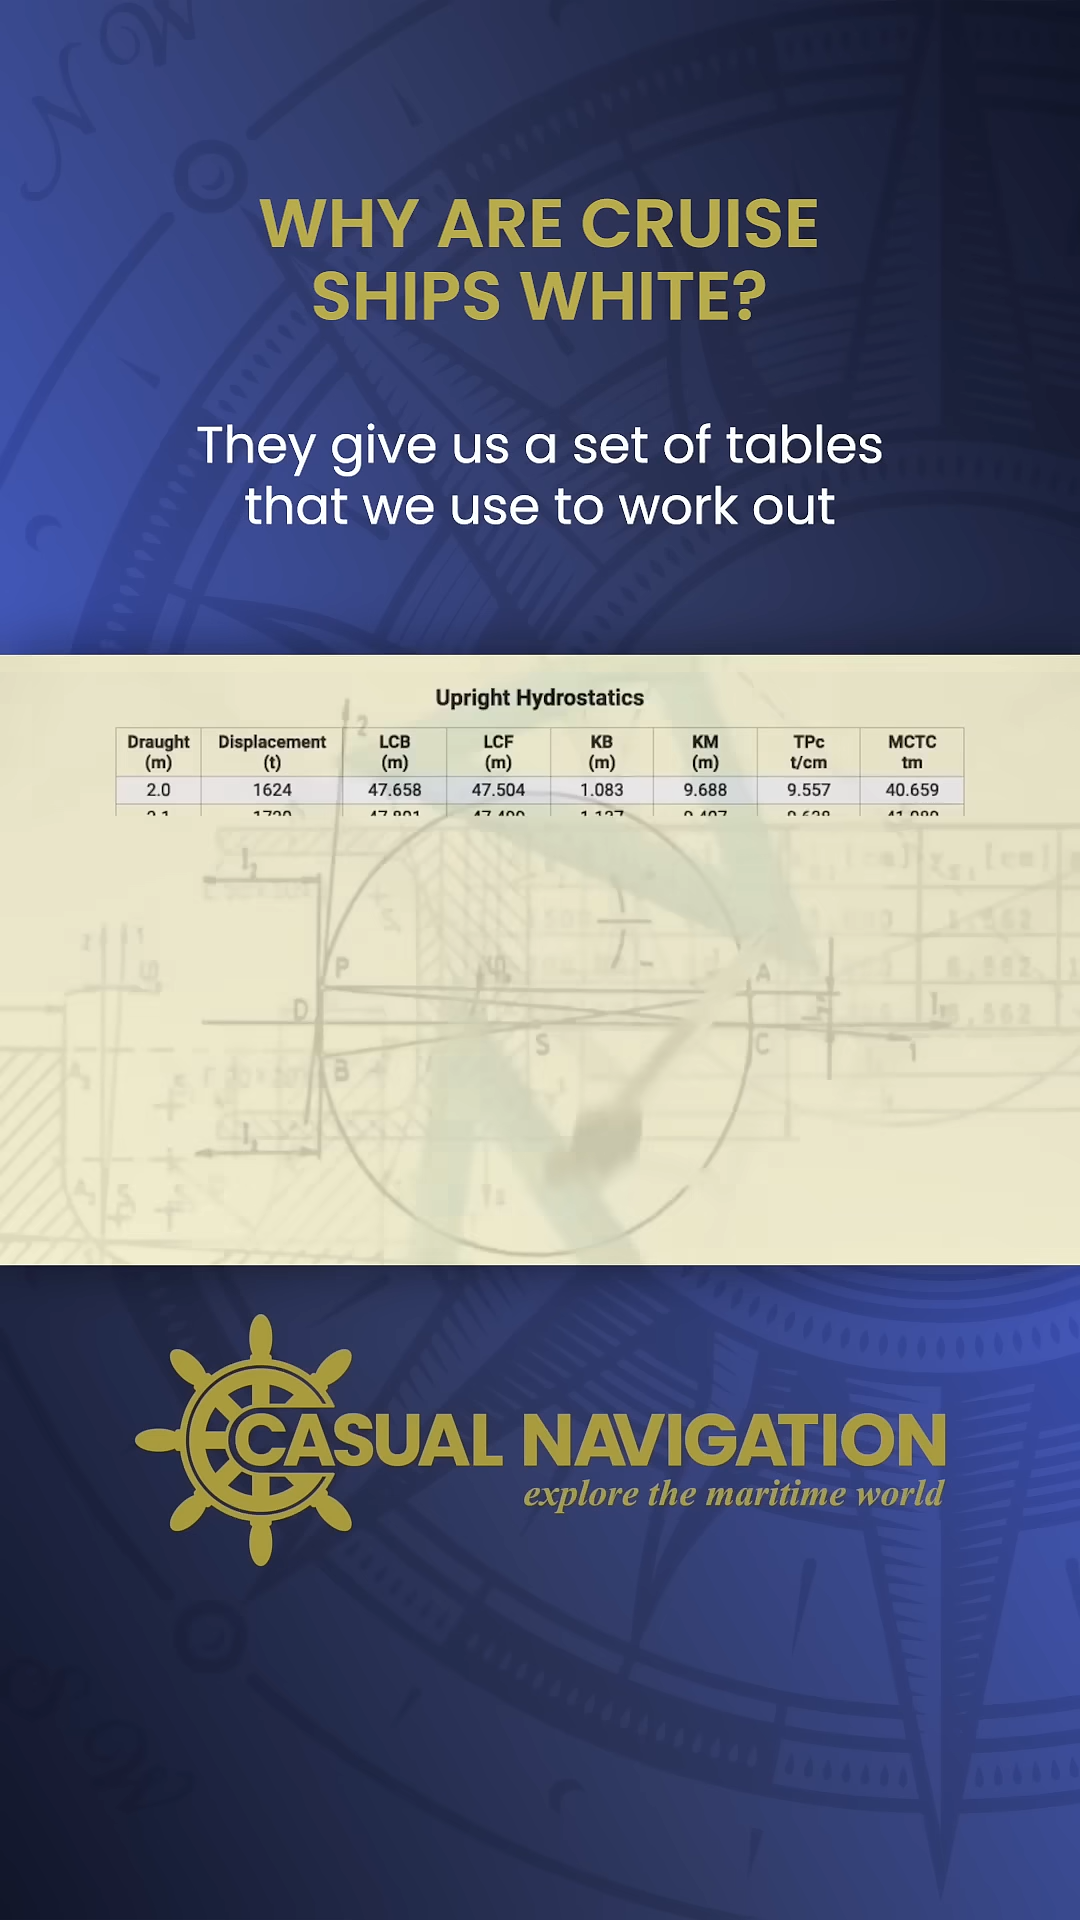 N W
WHY ARE CRUISE
SHIPS WHITE?
They give us a set of tables
that we use to work out
Upright Hydrostatics
Draught (m) Displacement (t) LCB (m) LCF (m) KB (m) KM (m) TPc t/cm MCTC tm
2.0 1624 47.658 47.504 1.083 9.688 9.557 40.659
2
P
A
D
S
C
B
1
CASUAL NAVIGATION
explore the maritime world
S W